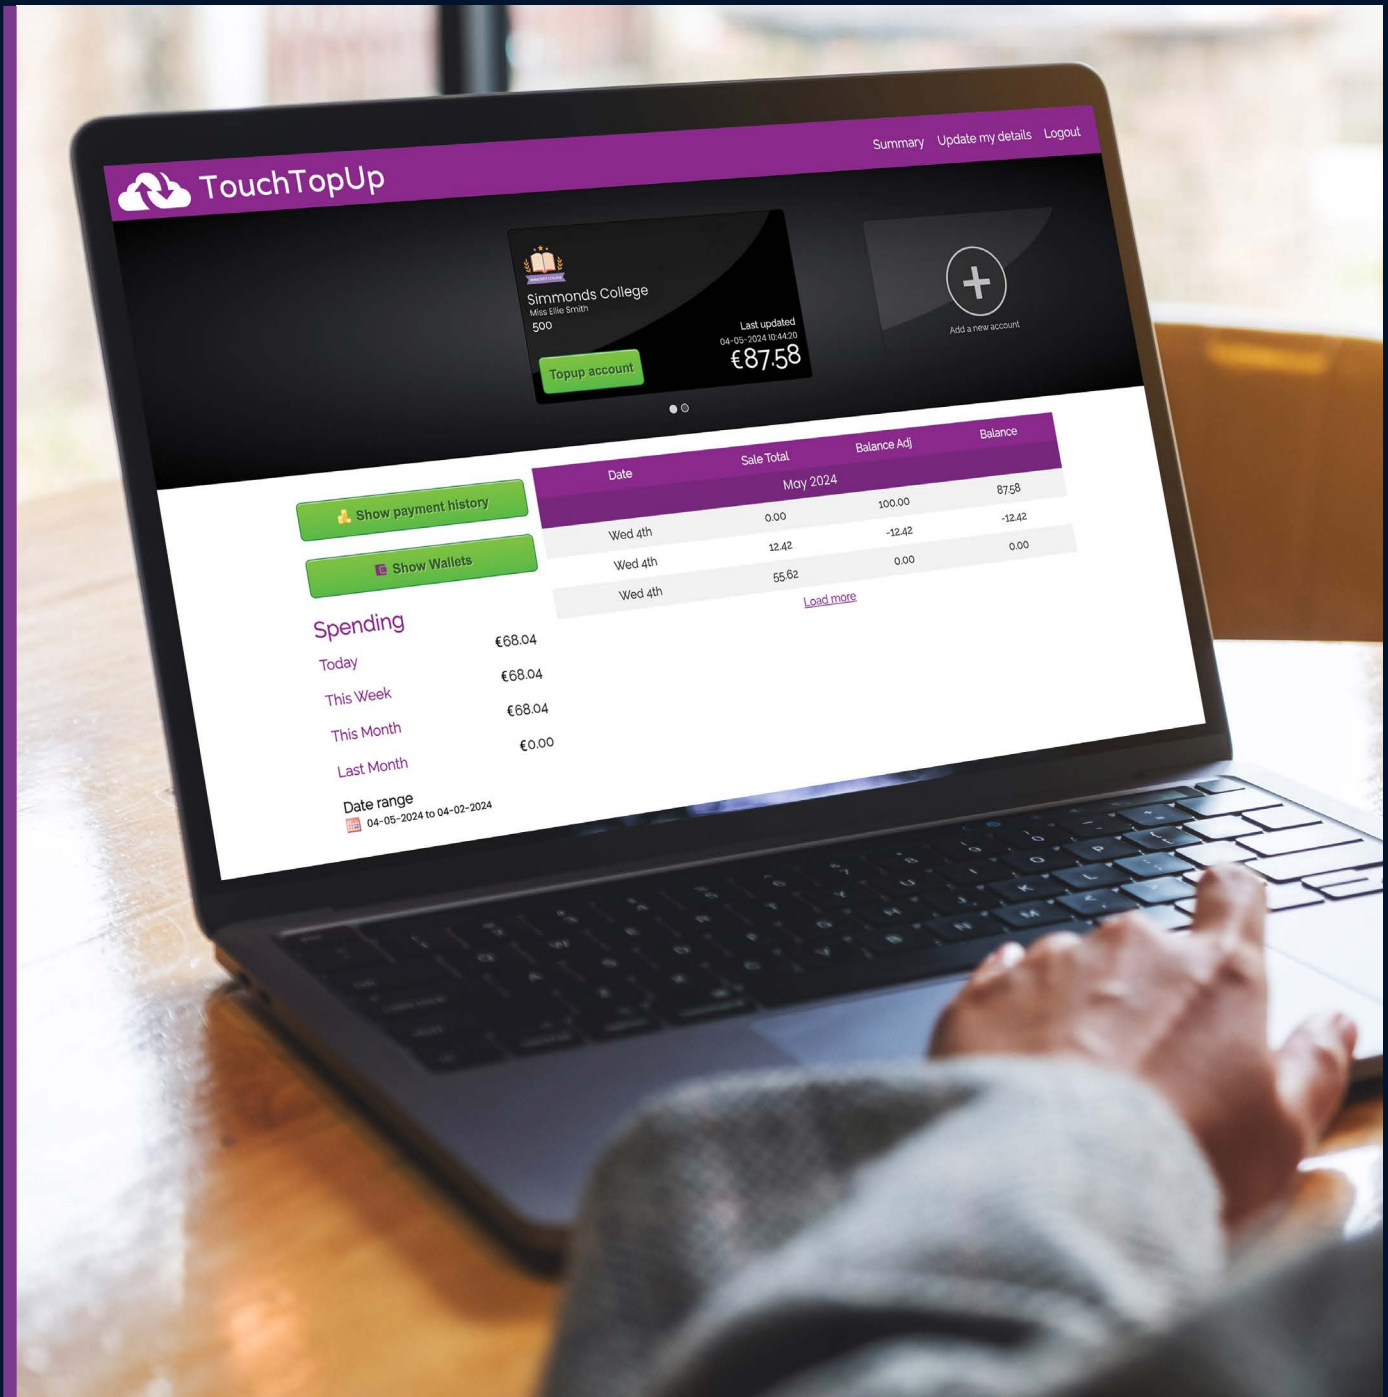 TouchTopUp
Summary Update my details Logout
Simmonds College
Miss Ellie Smith
500
Topup account
Last updated
04-05-2024 10:44:20
€87.58
Add a new account
Show payment history
Show Wallets
Date Sale Total Balance Adj Balance
May 2024
Wed 4th 0.00 100.00 87.58
Wed 4th 12.42 -12.42 -12.42
Wed 4th 55.62 0.00 0.00
Load more
Spending
Today €68.04
This Week €68.04
This Month €68.04
Last Month €0.00
Date range
04-05-2024 to 04-02-2024